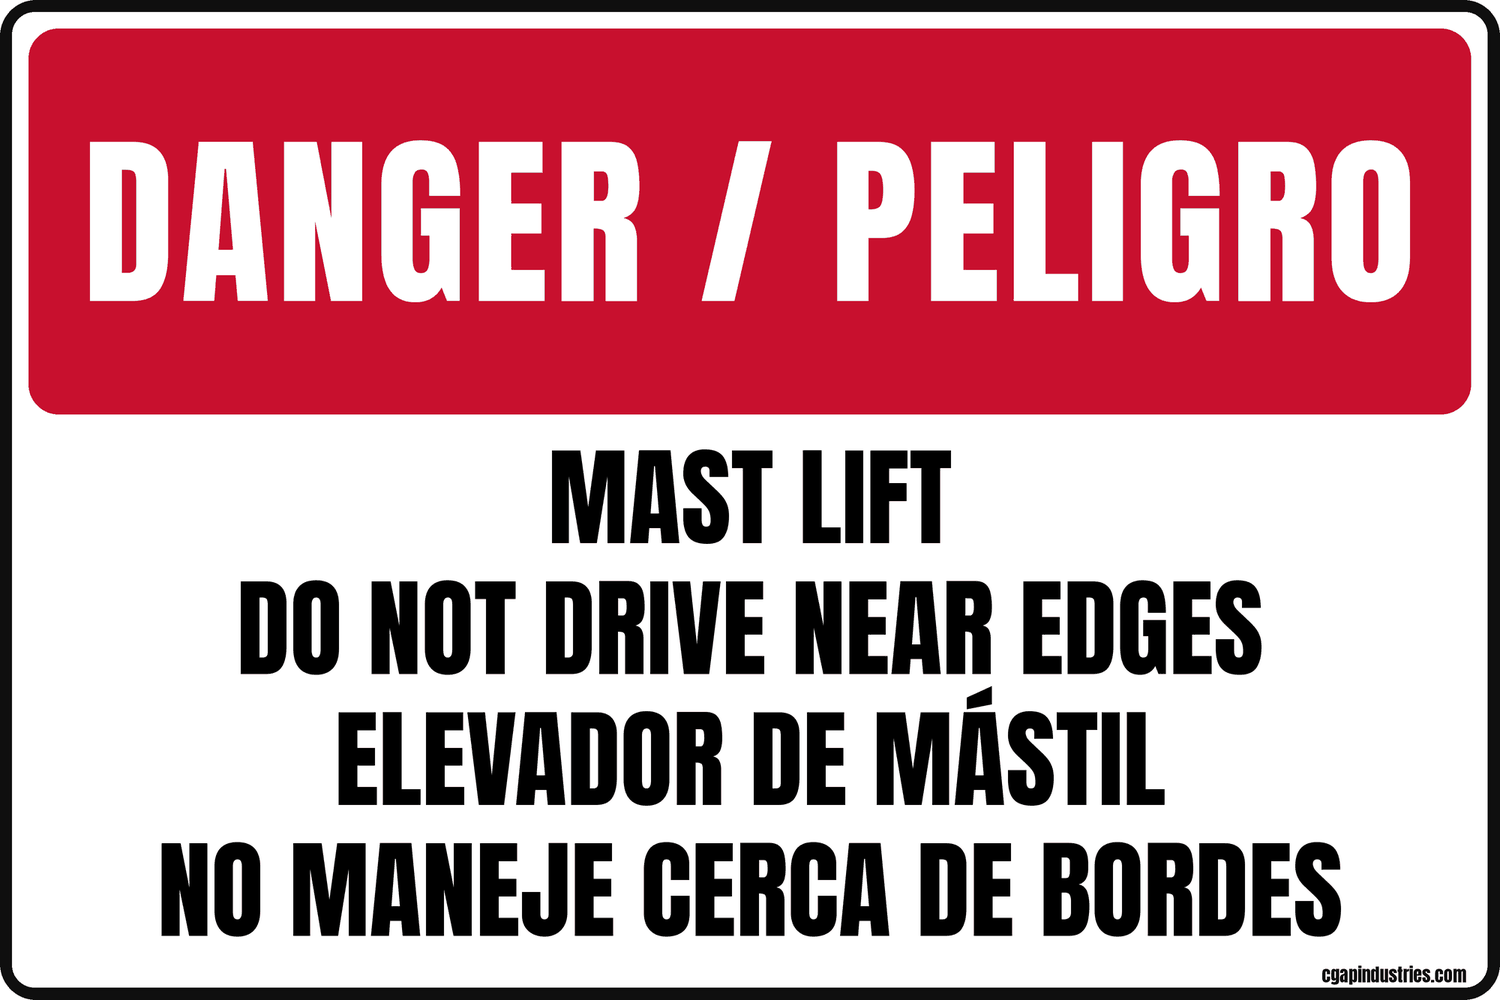 DANGER / PELIGRO
MAST LIFT
DO NOT DRIVE NEAR EDGES
ELEVADOR DE MÁSTIL
NO MANEJE CERCA DE BORDES
cgapindustries.com